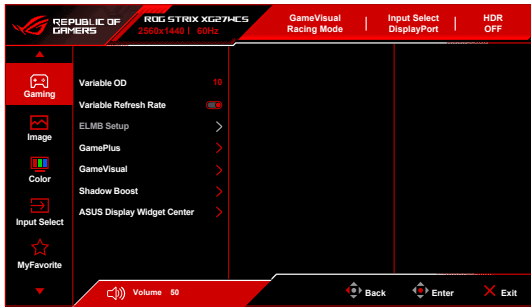 REPUBLIC OF
GAMERS
ROG STRIX XG27WCS
2560x1440 | 60Hz
GameVisual
Racing Mode
Input Select
DisplayPort
HDR
OFF
Gaming
Image
Color
Input Select
MyFavorite
Variable OD 10
Variable Refresh Rate
ELMB Setup
GamePlus
GameVisual
Shadow Boost
ASUS Display Widget Center
Volume 50
Back
Enter
Exit